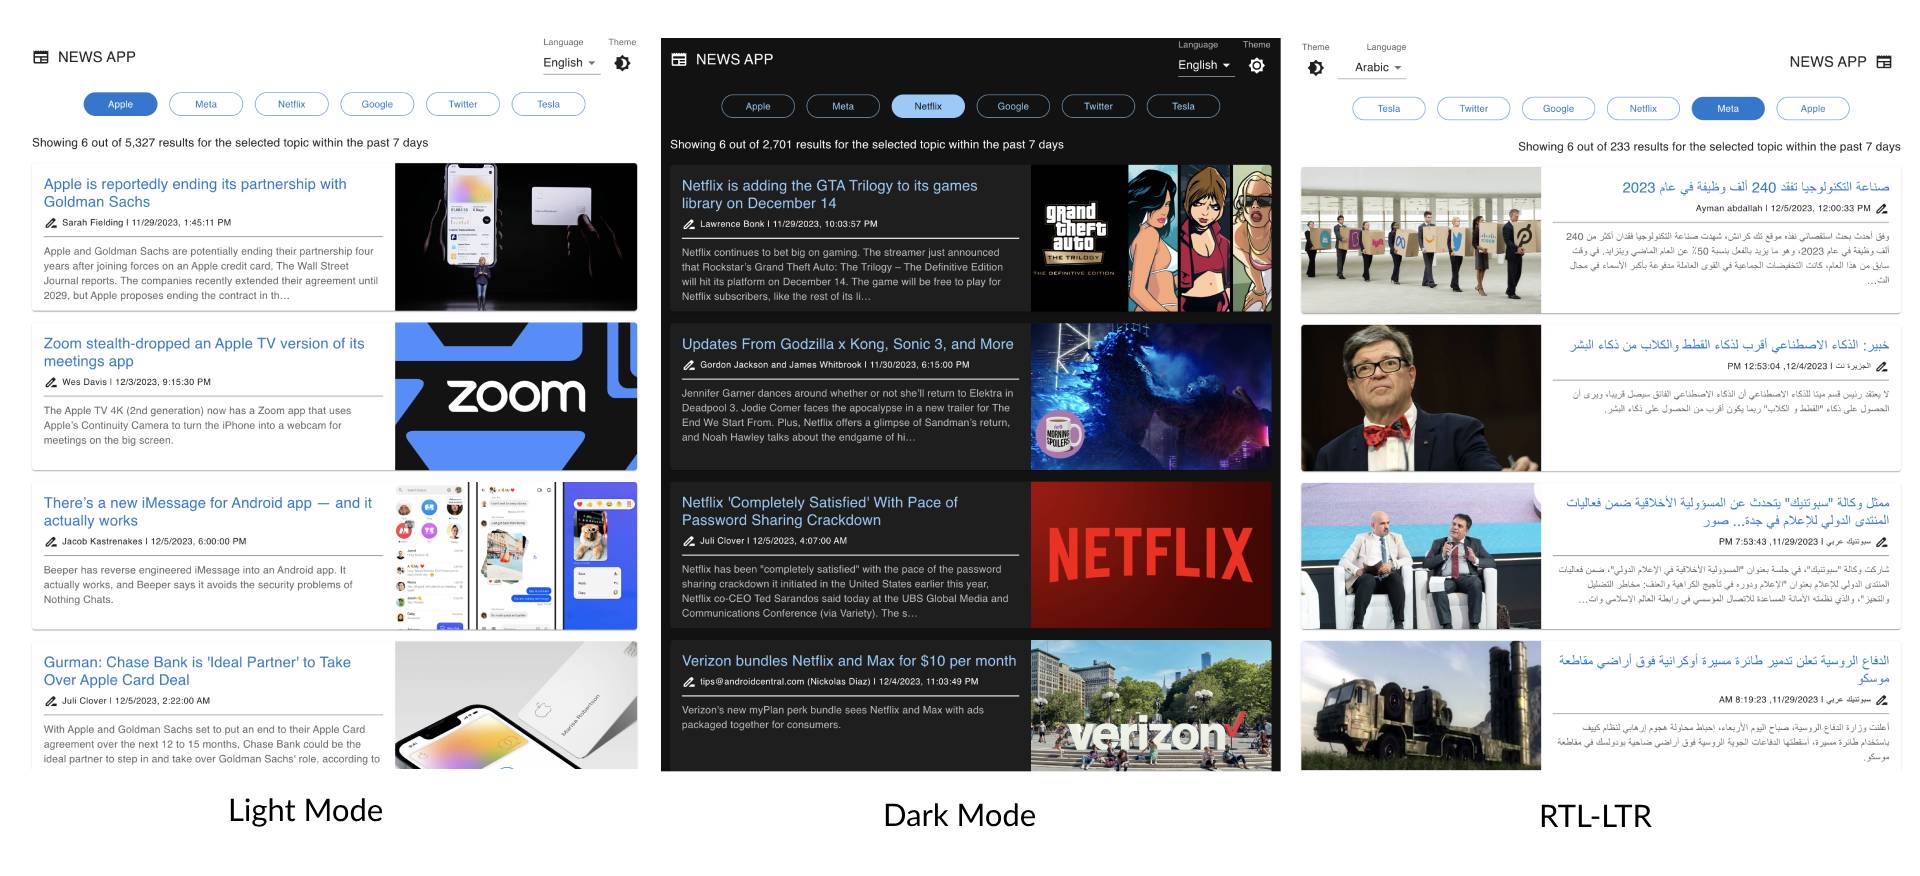 NEWS APP
Language
English
Theme
Apple
Meta
Netflix
Google
Twitter
Tesla
Showing 6 out of 5,327 results for the selected topic within the past 7 days
Apple is reportedly ending its partnership with
Goldman Sachs
Sarah Fielding | 11/29/2023, 1:45:11 PM
Apple and Goldman Sachs are potentially ending their partnership four
years after joining forces on an Apple credit card, The Wall Street
Journal reports. The companies recently extended their agreement until
2029, but Apple proposes ending the contract in th…
Zoom stealth-dropped an Apple TV version of its
meetings app
Wes Davis | 12/3/2023, 9:15:30 PM
The Apple TV 4K (2nd generation) now has a Zoom app that uses
Apple's Continuity Camera to turn the iPhone into a webcam for
meetings on the big screen.
zoom
There's a new iMessage for Android app — and it
actually works
Jacob Kastrenakes | 12/5/2023, 6:00:00 PM
Beeper has reverse engineered iMessage into an Android app. It
actually works, and Beeper says it avoids the security problems of
Nothing Chats.
Gurman: Chase Bank is 'Ideal Partner' to Take
Over Apple Card Deal
Juli Clover | 12/5/2023, 2:22:00 AM
With Apple and Goldman Sachs set to put an end to their Apple Card
agreement over the next 12 to 15 months, Chase Bank could be the
ideal partner to step in and take over Goldman Sachs' role, according to
Light Mode
NEWS APP
Language
English
Theme
Apple
Meta
Netflix
Google
Twitter
Tesla
Showing 6 out of 2,701 results for the selected topic within the past 7 days
Netflix is adding the GTA Trilogy to its games
library on December 14
Lawrence Bonk | 11/29/2023, 10:03:57 PM
Netflix continues to bet big on gaming. The streamer just announced
that Rockstar's Grand Theft Auto: The Trilogy – The Definitive Edition
will hit its platform on December 14. The game will be free to play for
Netflix subscribers, like the rest of its li…
grand
theft
auto
THE TRILOGY
THE DEFINITIVE EDITION
Updates From Godzilla x Kong, Sonic 3, and More
Gordon Jackson and James Whitbrook | 11/30/2023, 6:15:00 PM
Jennifer Garner dances around whether or not she'll return to Elektra in
Deadpool 3. Jodie Comer faces the apocalypse in a new trailer for The
End We Start From. Plus, Netflix offers a glimpse of Sandman's return,
and Noah Hawley talks about the endgame of hi…
MORNING
SPOILERS
Netflix 'Completely Satisfied' With Pace of
Password Sharing Crackdown
Juli Clover | 12/5/2023, 4:07:00 AM
Netflix has been "completely satisfied" with the pace of the password
sharing crackdown it initiated in the United States earlier this year,
Netflix co-CEO Ted Sarandos said today at the UBS Global Media and
Communications Conference (via Variety). The s…
NETFLIX
Verizon bundles Netflix and Max for $10 per month
tips@androidcentral.com (Nickolas Diaz) | 12/4/2023, 11:03:49 PM
Verizon's new myPlan perk bundle sees Netflix and Max with ads
packaged together for consumers.
verizon
Dark Mode
Theme
Language
Arabic
NEWS APP
Tesla
Twitter
Google
Netflix
Meta
Apple
Showing 6 out of 233 results for the selected topic within the past 7 days
صناعة التكنولوجيا تفقد 240 ألف وظيفة في عام 2023
Ayman abdallah | 12/5/2023, 12:00:33 PM
وفق أحدث بحث استقصائي نفذه موقع تك كرانش، شهدت صناعة التكنولوجيا فقدان أكثر من 240
ألف وظيفة في عام 2023، وهو ما يزيد بالفعل بنسبة 50٪ عن العام الماضي ويتزايد. في وقت
سابق من هذا العام، كانت التخفيضات الجماعية في القوى العاملة مدفوعة بأكبر الأسماء في مجال
الت…
خبير: الذكاء الاصطناعي أقرب لذكاء القطط والكلاب من ذكاء البشر
الجزيرة نت | 12/4/2023, 12:53:04 PM
لا يعتقد رئيس قسم ميتا للذكاء الاصطناعي أن الذكاء الاصطناعي الفائق سيصل قريبا، ويرى أن
الحصول على ذكاء "القطط و الكلاب" ربما يكون أقرب من الحصول على ذكاء البشر.
ممثل وكالة "سبوتنيك" يتحدث عن المسؤولية الأخلاقية ضمن فعاليات
المنتدى الدولي للإعلام في جدة... صور
سبوتنيك عربي | 11/29/2023, 7:53:43 PM
شاركت وكالة "سبوتنيك"، في جلسة بعنوان "المسؤولية الأخلاقية في الإعلام الدولي"، ضمن فعاليات
المنتدى الدولي للإعلام بعنوان "الإعلام ودوره في تأجيج الكراهية والعنف: مخاطر التضليل
والتحيز"، والذي نظمته الأمانة المساعدة للاتصال المؤسسي في رابطة العالم الإسلامي وات…
الدفاع الروسية تعلن تدمير طائرة مسيرة أوكرانية فوق أراضي مقاطعة
موسكو
سبوتنيك عربي | 11/29/2023, 8:19:23 AM
أعلنت وزارة الدفاع الروسية، صباح اليوم الأربعاء، إحباط محاولة هجوم إرهابي لنظام كييف
باستخدام طائرة مسيرة، أسقطتها الدفاعات الجوية الروسية فوق أراضي ضاحية بودولسك في مقاطعة
موسكو.
RTL-LTR